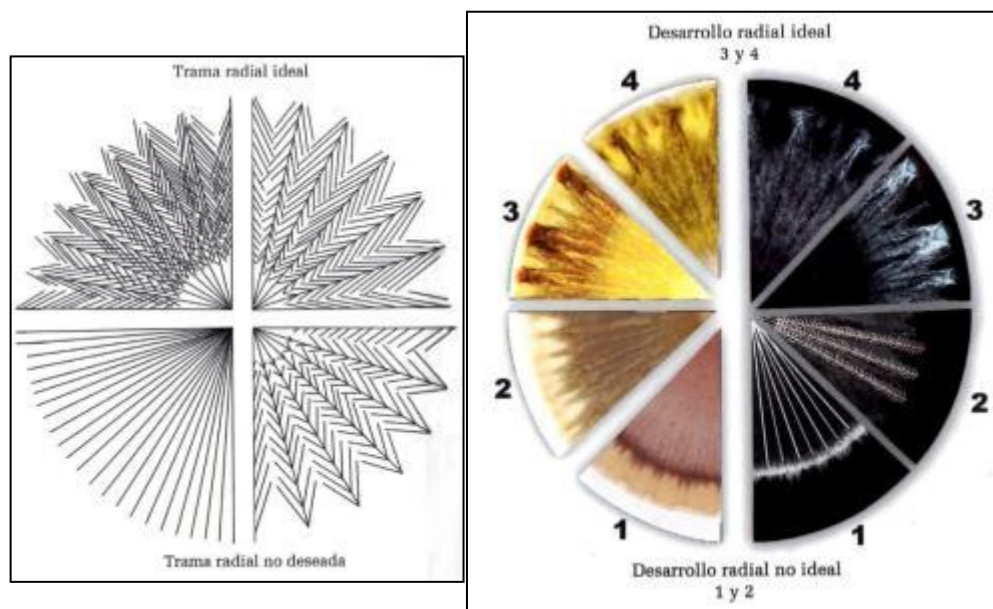 Trama radial ideal
Trama radial no deseada
Desarrollo radial ideal
3 y 4
4
4
3
3
2
2
1
1
Desarrollo radial no ideal
1 y 2